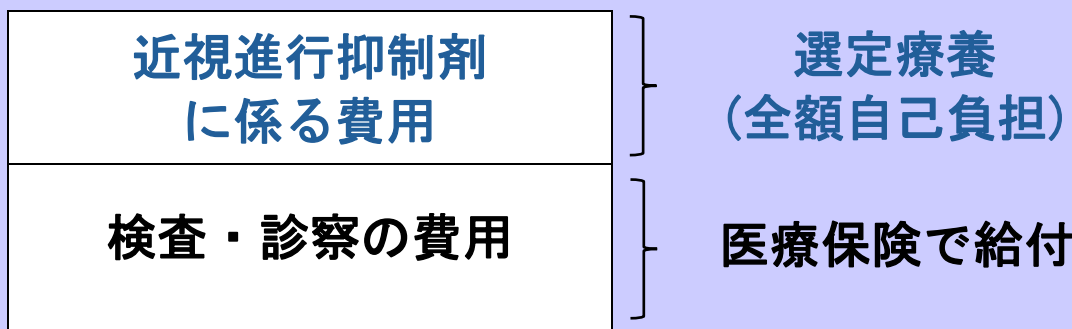 近視進行抑制剤
に係る費用
選定療養
（全額自己負担）
検査・診察の費用
医療保険で給付